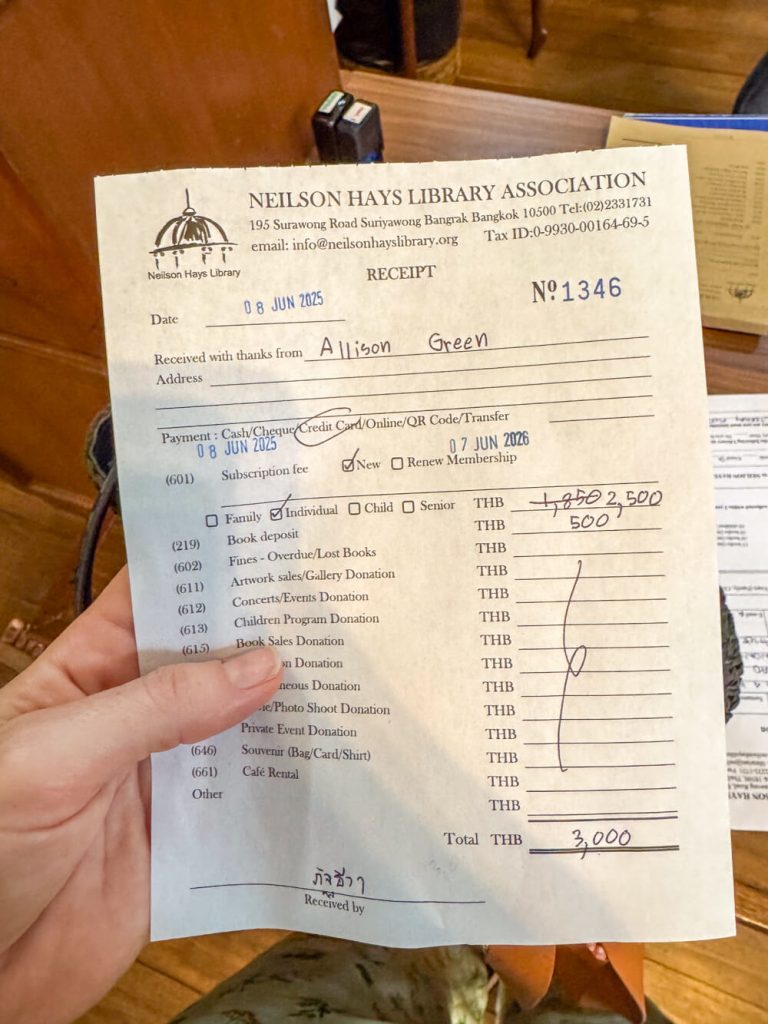 NEILSON HAYS LIBRARY ASSOCIATION
195 Surawong Road Suriyawong Bangrak Bangkok 10500 Tel:(02)2331731
email: info@neilsonhayslibrary.org Tax ID:0-9930-00164-69-5
Neilson Hays Library
RECEIPT
Nº 1346
Date 08 JUN 2025
Received with thanks from Allison Green
Address
Payment : Cash/Cheque/Credit Card/Online/QR Code/Transfer
08 JUN 2025 07 JUN 2026
(601) Subscription fee ☑ New ☐ Renew Membership
☐ Family ☑ Individual ☐ Child ☐ Senior THB 1,850 2,500
(219) Book deposit THB 500
(602) Fines - Overdue/Lost Books THB
(611) Artwork sales/Gallery Donation THB
(612) Concerts/Events Donation THB
(613) Children Program Donation THB
(615) Book Sales Donation THB
Donation THB
Donation THB
/Photo Shoot Donation THB
Private Event Donation THB
(646) Souvenir (Bag/Card/Shirt) THB
(661) Café Rental THB
Other THB
Total THB 3,000
Received by